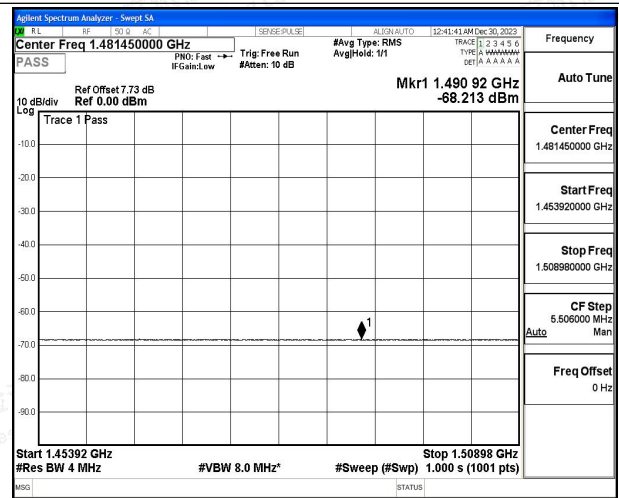 Agilent Spectrum Analyzer - Swept SA
RL RF 50 Ω AC SENSE:PULSE ALIGNAUTO 12:41:41 AM Dec 30, 2023
Center Freq 1.481450000 GHz
PASS
PNO: Fast
IFGain:Low
Trig: Free Run
#Atten: 10 dB
#Avg Type: RMS
Avg|Hold: 1/1
TRACE 1 2 3 4 5 6
TYPE A WWWWW
DET A A A A A A
Frequency
Auto Tune
Mkr1 1.490 92 GHz
-68.213 dBm
Ref Offset 7.73 dB
10 dB/div Ref 0.00 dBm
Log
Trace 1 Pass
-10.0
-20.0
-30.0
-40.0
-50.0
-60.0
-70.0
-80.0
-90.0
1
Center Freq
1.481450000 GHz
Start Freq
1.453920000 GHz
Stop Freq
1.508980000 GHz
CF Step
5.506000 MHz
Auto Man
Freq Offset
0 Hz
Start 1.45392 GHz Stop 1.50898 GHz
#Res BW 4 MHz #VBW 8.0 MHz* #Sweep (#Swp) 1.000 s (1001 pts)
MSG STATUS